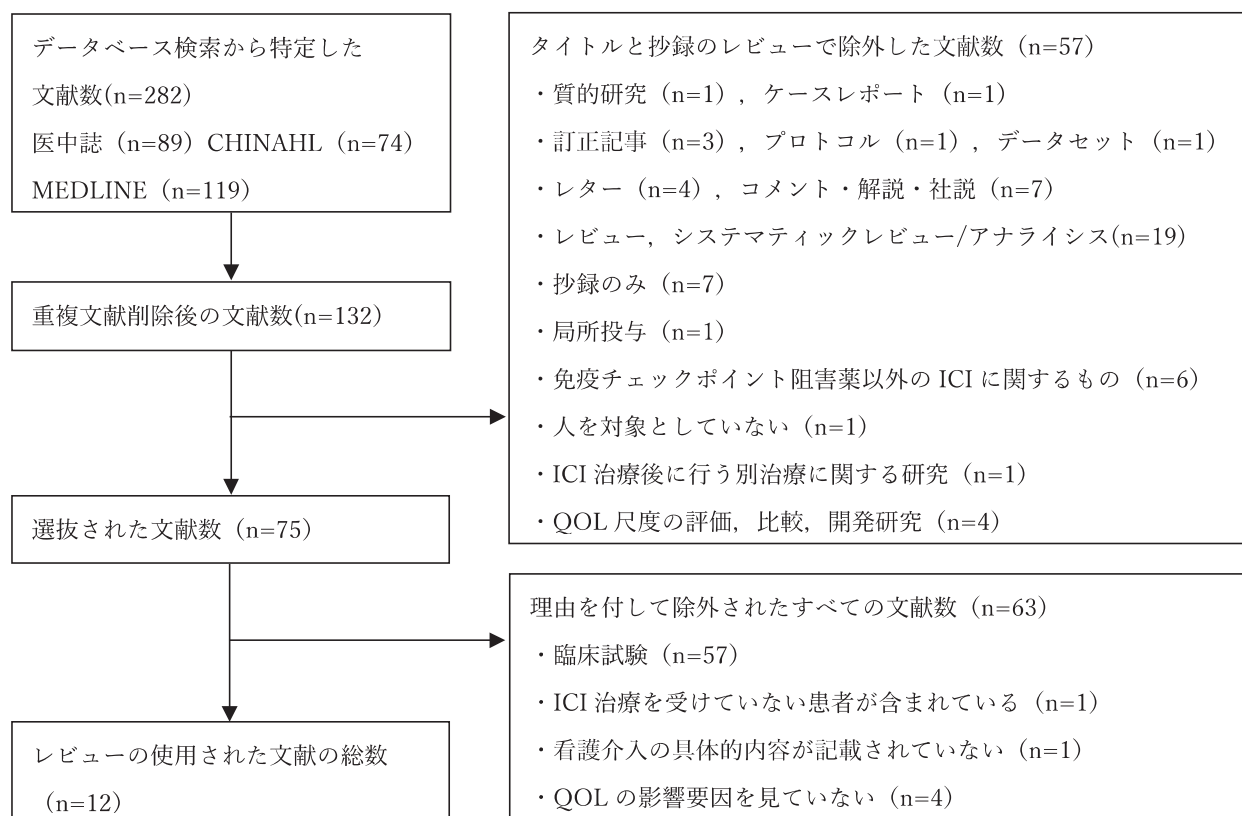 データベース検索から特定した
文献数(n=282)
医中誌（n=89）CHINAHL（n=74）
MEDLINE（n=119）
重複文献削除後の文献数(n=132）
選抜された文献数（n=75）
レビューの使用された文献の総数
（n=12）
タイトルと抄録のレビューで除外した文献数（n=57）
・質的研究（n=1），ケースレポート（n=1）
・訂正記事（n=3），プロトコル（n=1），データセット（n=1）
・レター（n=4），コメント・解説・社説（n=7）
・レビュー，システマティックレビュー/アナライシス(n=19）
・抄録のみ（n=7）
・局所投与（n=1）
・免疫チェックポイント阻害薬以外の ICI に関するもの（n=6）
・人を対象としていない（n=1）
・ICI 治療後に行う別治療に関する研究（n=1）
・QOL 尺度の評価，比較，開発研究（n=4）
理由を付して除外されたすべての文献数（n=63）
・臨床試験（n=57）
・ICI 治療を受けていない患者が含まれている（n=1）
・看護介入の具体的内容が記載されていない（n=1）
・QOL の影響要因を見ていない（n=4）